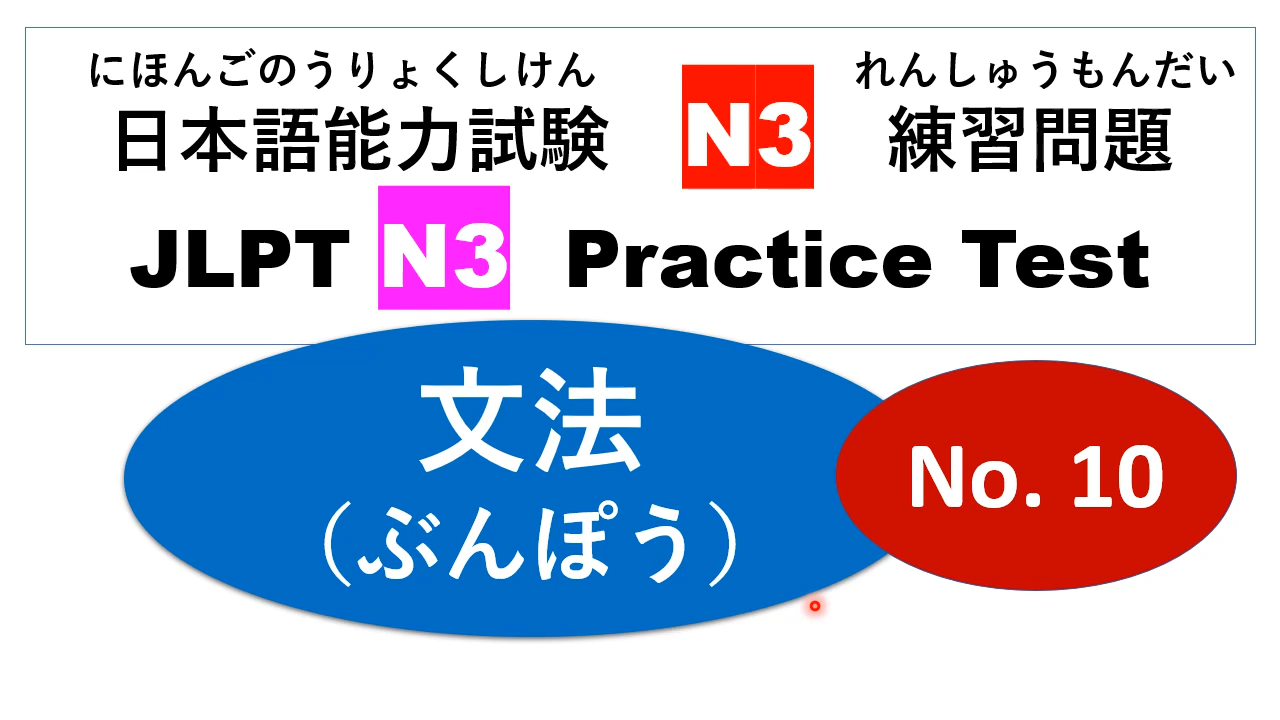 にほんごのうりょくしけん れんしゅうもんだい
日本語能力試験 N3 練習問題
JLPT N3 Practice Test
文法
（ぶんぽう）
No. 10